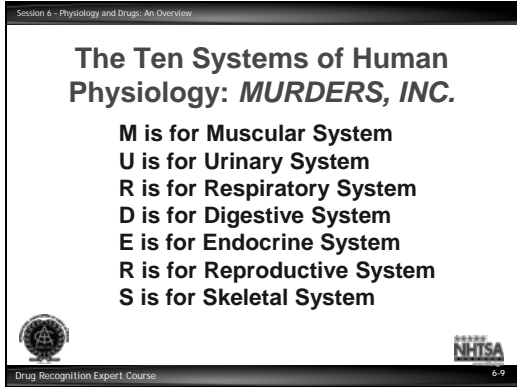 Session 6 - Physiology and Drugs: An Overview
The Ten Systems of Human
Physiology: MURDERS, INC.
M is for Muscular System
U is for Urinary System
R is for Respiratory System
D is for Digestive System
E is for Endocrine System
R is for Reproductive System
S is for Skeletal System
NHTSA
Drug Recognition Expert Course
6-9